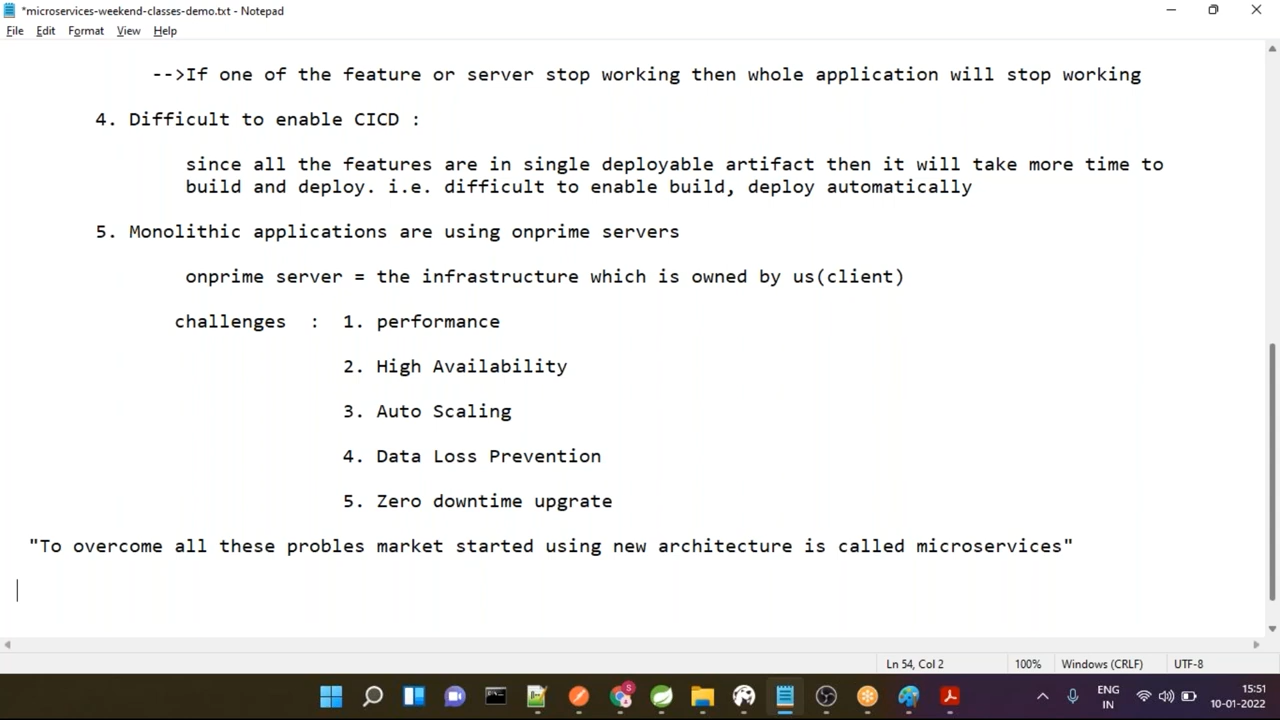 *microservices-weekend-classes-demo.txt - Notepad
File Edit Format View Help
-->If one of the feature or server stop working then whole application will stop working
4. Difficult to enable CICD :
since all the features are in single deployable artifact then it will take more time to
build and deploy. i.e. difficult to enable build, deploy automatically
5. Monolithic applications are using onprime servers
onprime server = the infrastructure which is owned by us(client)
challenges : 1. performance
2. High Availability
3. Auto Scaling
4. Data Loss Prevention
5. Zero downtime upgrate
"To overcome all these probles market started using new architecture is called microservices"
Ln 54, Col 2 100% Windows (CRLF) UTF-8
S
ENG
IN
15:51
10-01-2022